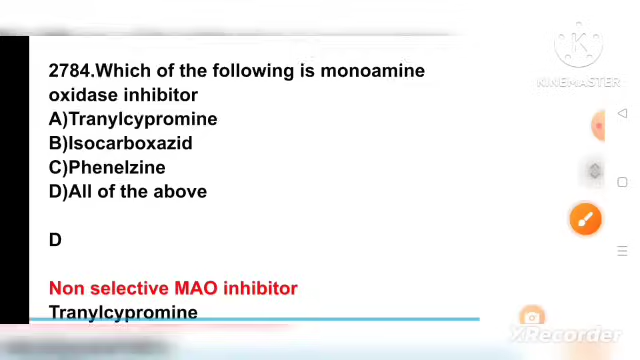 2784.Which of the following is monoamine
oxidase inhibitor
A)Tranylcypromine
B)Isocarboxazid
C)Phenelzine
D)All of the above
D
Non selective MAO inhibitor
Tranylcypromine
KINEMASTER
XRecorder